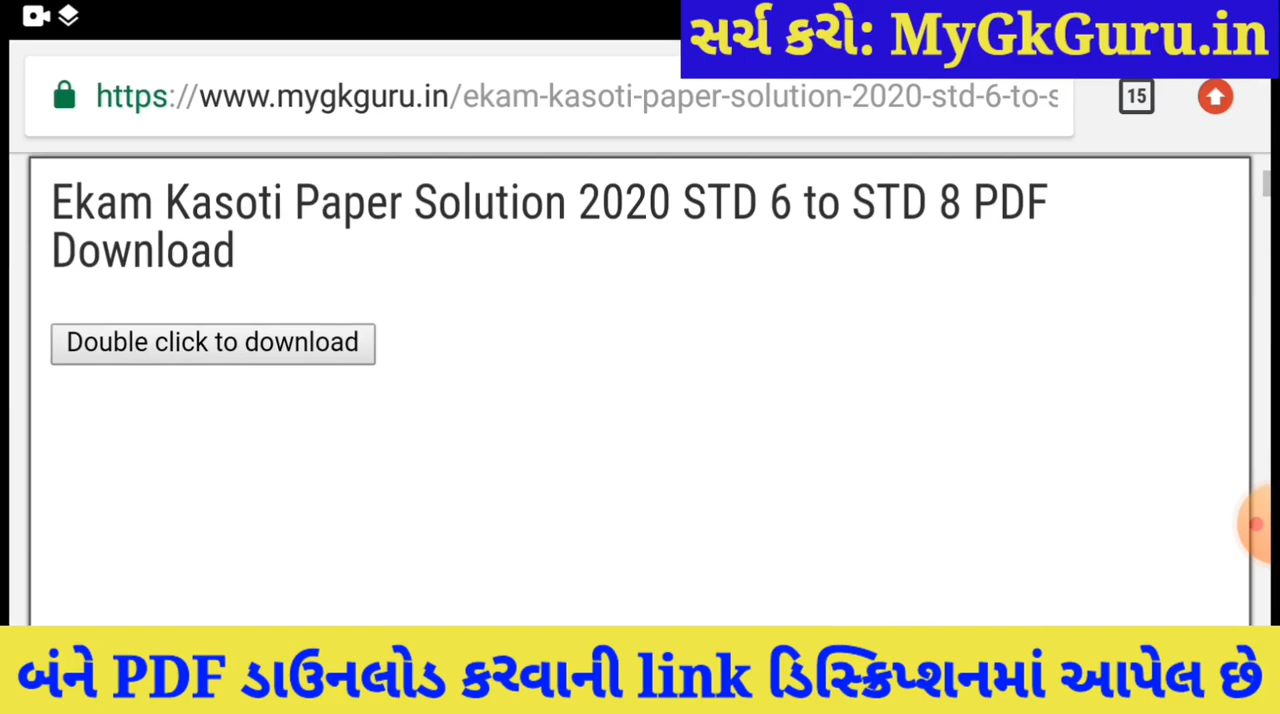 સર્ચ કરો: MyGkGuru.in
https://www.mygkguru.in/ekam-kasoti-paper-solution-2020-std-6-to-s
15
Ekam Kasoti Paper Solution 2020 STD 6 to STD 8 PDF
Download
Double click to download
બંને PDF ડાઉનલોડ કરવાની link ડિસ્ક્રિપ્શનમાં આપેલ છે